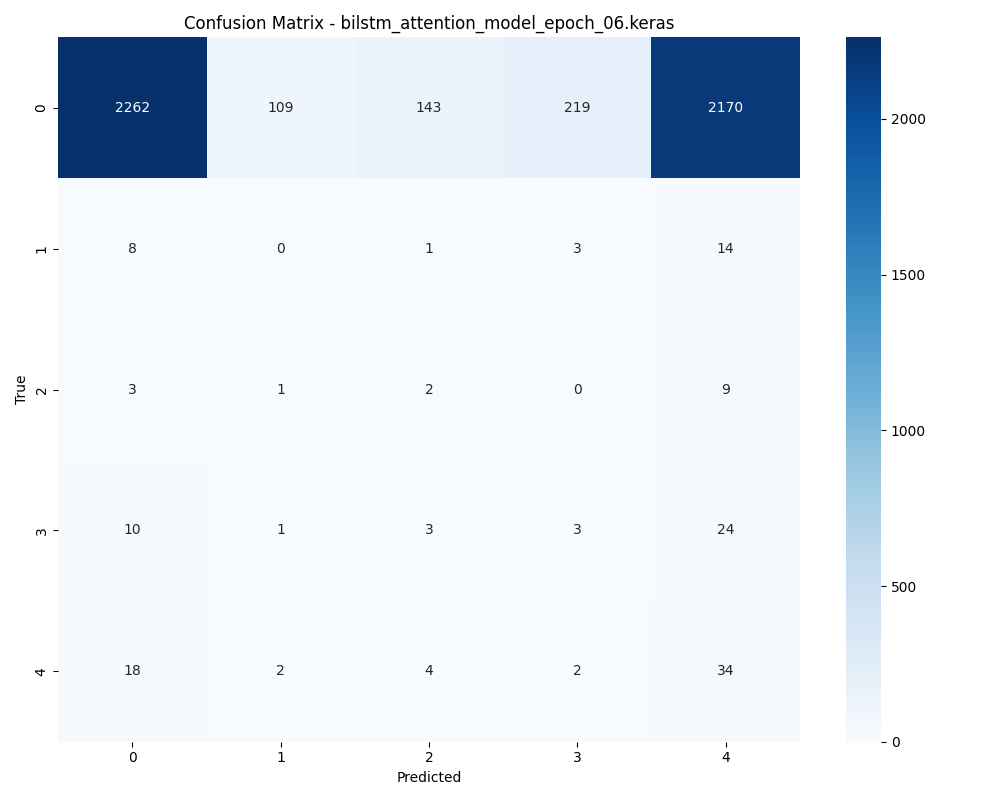 Confusion Matrix - bilstm_attention_model_epoch_06.keras
0 2262 109 143 219 2170
1 8 0 1 3 14
2 3 1 2 0 9
3 10 1 3 3 24
4 18 2 4 2 34
0 1 2 3 4
True
Predicted
2000
1500
1000
500
0